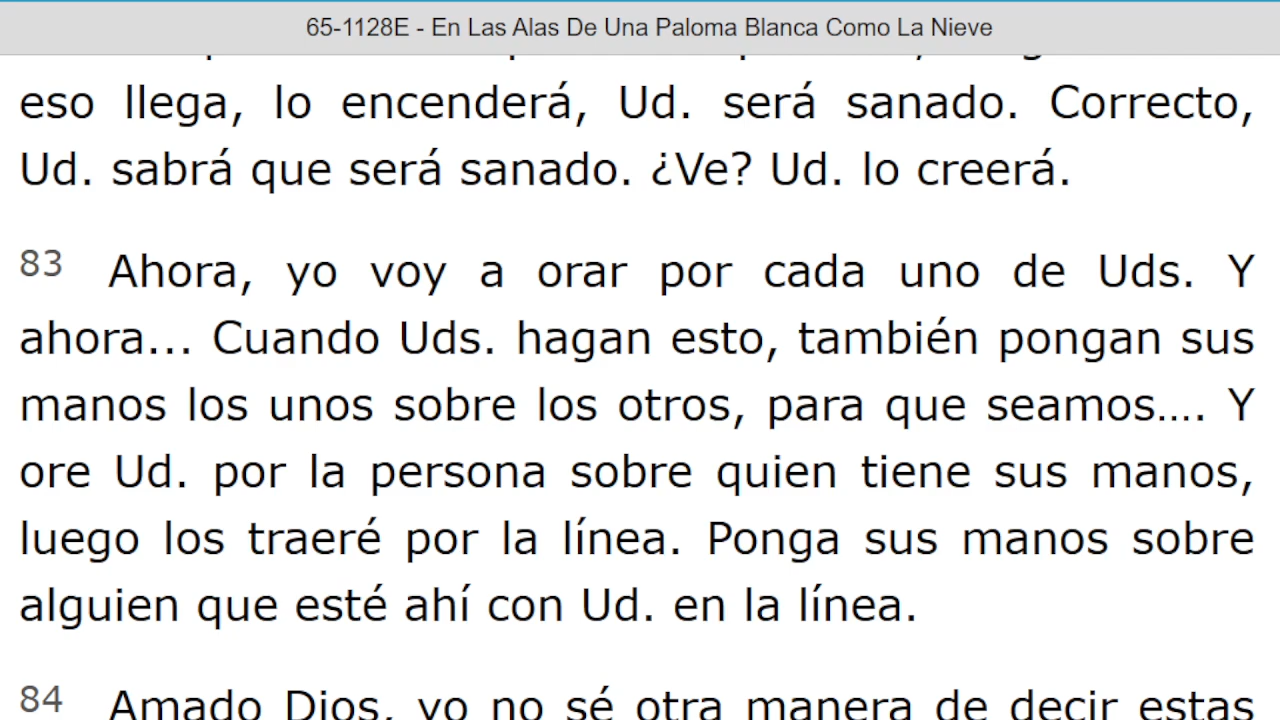 65-1128E - En Las Alas De Una Paloma Blanca Como La Nieve
eso llega, lo encenderá, Ud. será sanado. Correcto,
Ud. sabrá que será sanado. ¿Ve? Ud. lo creerá.
83 Ahora, yo voy a orar por cada uno de Uds. Y
ahora... Cuando Uds. hagan esto, también pongan sus
manos los unos sobre los otros, para que seamos.... Y
ore Ud. por la persona sobre quien tiene sus manos,
luego los traeré por la línea. Ponga sus manos sobre
alguien que esté ahí con Ud. en la línea.
84 Amado Dios, yo no sé otra manera de decir estas